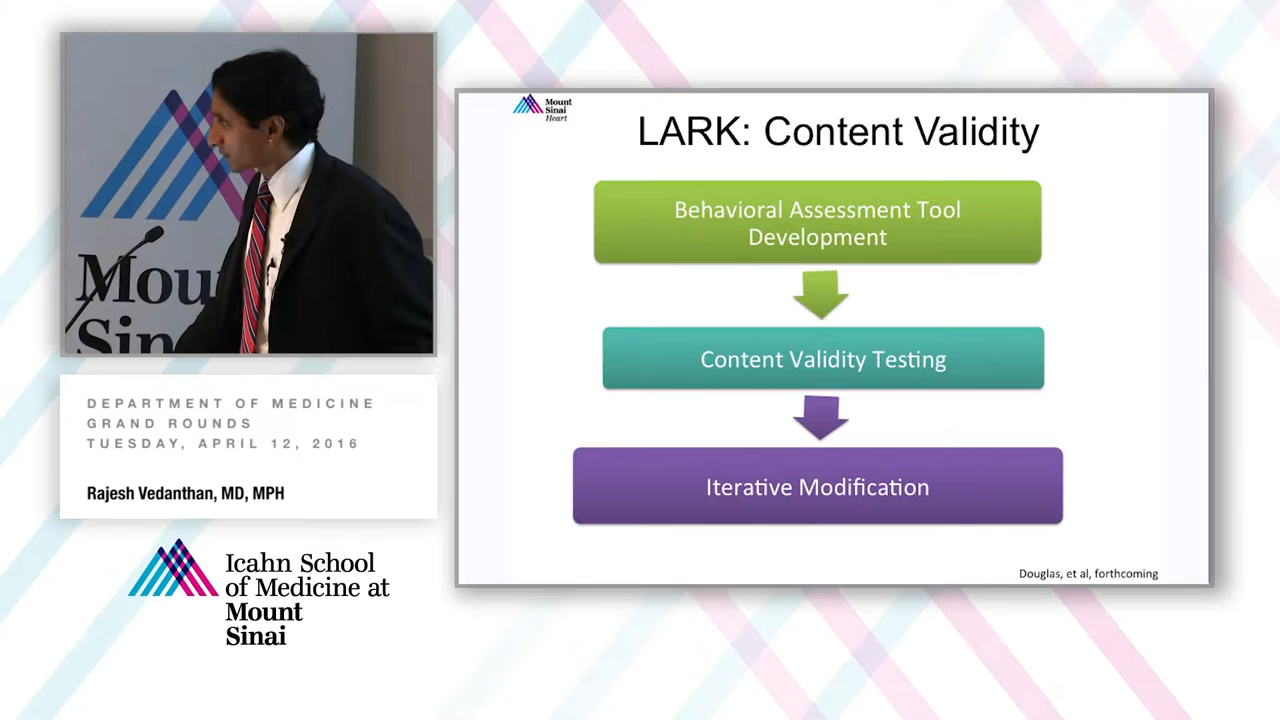 Mou
Sin
DEPARTMENT OF MEDICINE
GRAND ROUNDS
TUESDAY, APRIL 12, 2016
Rajesh Vedanthan, MD, MPH
Icahn School
of Medicine at
Mount
Sinai
Mount
Sinai
Heart
LARK: Content Validity
Behavioral Assessment Tool
Development
Content Validity Testing
Iterative Modification
Douglas, et al, forthcoming